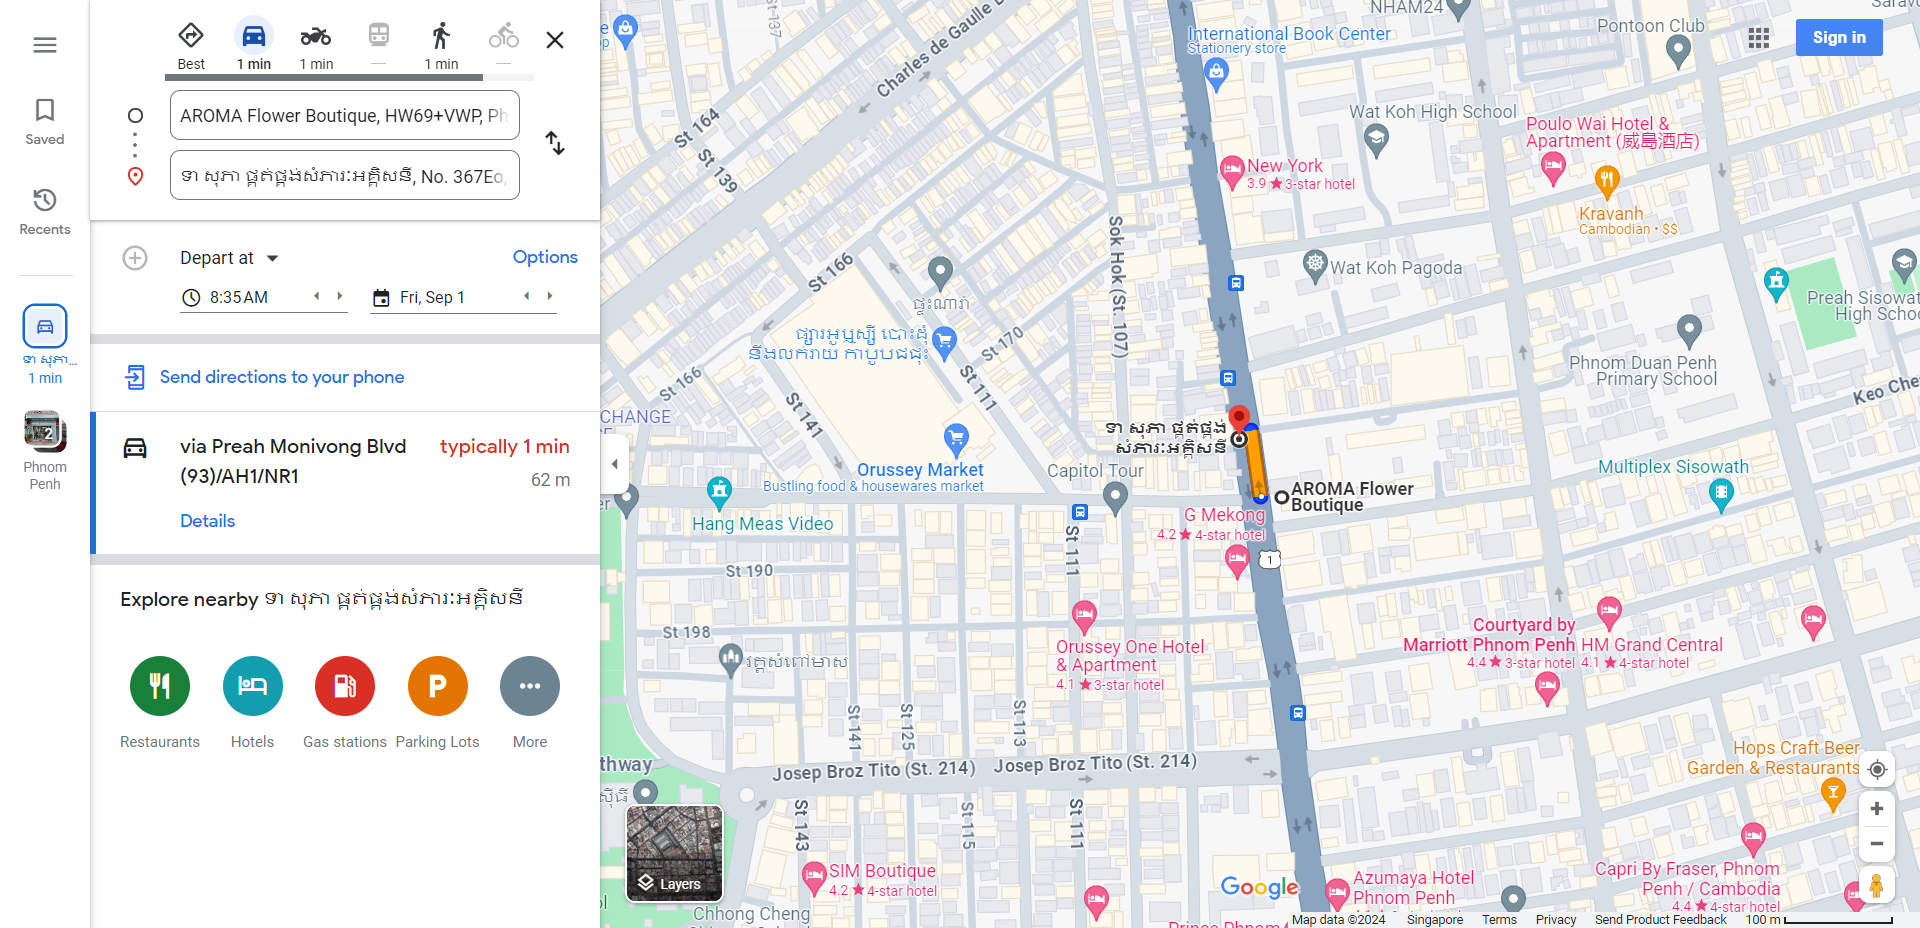 Best
1 min
1 min
—
1 min
—
AROMA Flower Boutique, HW69+VWP, Ph
ទា សុភា ផ្គត់ផ្គង់សំភារៈអគ្គិសនី, No. 367Eo,
Saved
Recents
ទា សុភា...
1 min
2
Phnom
Penh
Depart at
Options
8:35 AM
Fri, Sep 1
Send directions to your phone
via Preah Monivong Blvd
(93)/AH1/NR1
typically 1 min
62 m
Details
Explore nearby ទា សុភា ផ្គត់ផ្គង់សំភារៈអគ្គិសនី
Restaurants
Hotels
Gas stations
P
Parking Lots
More
Sign in
St 137
Charles de Gaulle B
International Book Center
Stationery store
NHAM24
Pontoon Club
St 164
St 139
Wat Koh High School
Poulo Wai Hotel &
Apartment (威島酒店)
New York
3.9 ★ 3-star hotel
Kravanh
Cambodian • $$
Sok Hok (St. 107)
St 166
ផ្ទះណារ៉ា
Wat Koh Pagoda
Preah Sisowath
High School
ផ្សារអូឬស្សី បោះដុំ
និងលក់រាយ កាបូបជជុះ
St 170
St 166
St 111
St 141
Phnom Duan Penh
Primary School
Keo Che
CHANGE
ទា សុភា ផ្គត់ផ្គង់
សំភារៈអគ្គិសនី
Orussey Market
Bustling food & housewares market
Capitol Tour
Multiplex Sisowath
AROMA Flower
Boutique
er
Hang Meas Video
G Mekong
4.2 ★ 4-star hotel
1
St 111
St 190
St 198
វត្តសំពៅមាស
Orussey One Hotel
& Apartment
4.1 ★ 3-star hotel
Courtyard by
Marriott Phnom Penh
4.4 ★ 3-star hotel
HM Grand Central
4.1 ★ 4-star hotel
St 141
St 125
St 113
thway
Josep Broz Tito (St. 214)
Josep Broz Tito (St. 214)
Hops Craft Beer
Garden & Restaurants
St 143
St 115
St 111
SIM Boutique
4.2 ★ 4-star hotel
Layers
Chhong Cheng
Google
Azumaya Hotel
Phnom Penh
Capri By Fraser, Phnom
Penh / Cambodia
4.4 ★ 4-star hotel
Map data ©2024
Singapore
Terms
Privacy
Send Product Feedback
100 m